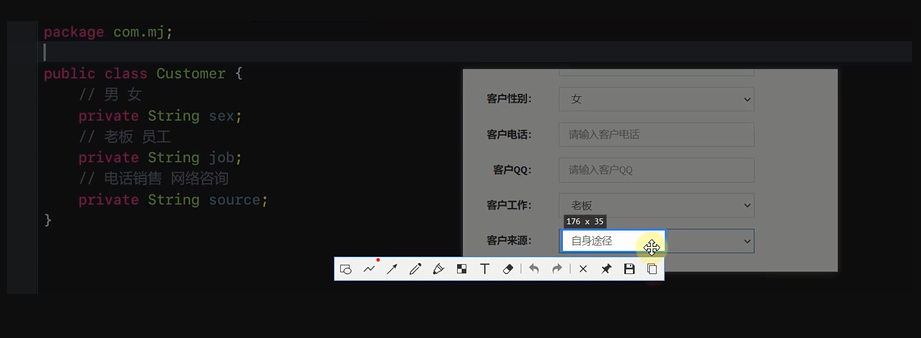 package com.mj;
public class Customer {
// 男 女
private String sex;
// 老板 员工
private String job;
// 电话销售 网络咨询
private String source;
}
客户性别: 女
客户电话: 请输入客户电话
客户QQ: 请输入客户QQ
客户工作: 老板
176 x 35
客户来源: 自身途径
T